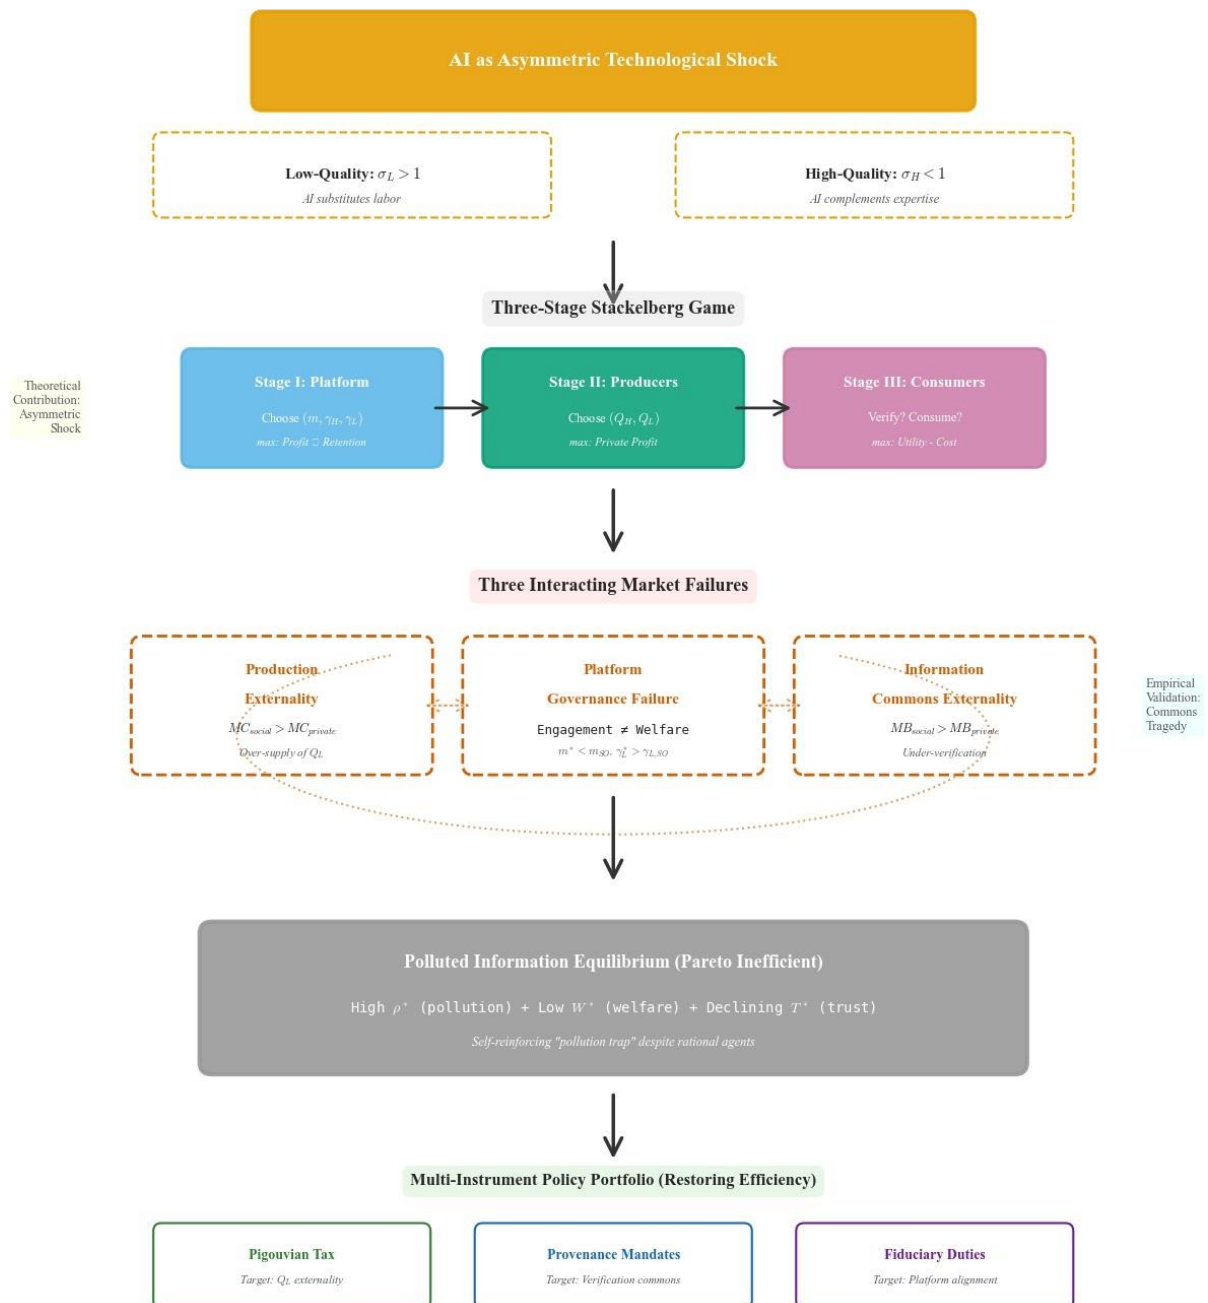 AI as Asymmetric Technological Shock
Low-Quality: σ_L > 1
AI substitutes labor
High-Quality: σ_H < 1
AI complements expertise
Three-Stage Stackelberg Game
Theoretical
Contribution:
Asymmetric
Shock
Stage I: Platform
Choose (m, γ_H, γ_L)
max: Profit □ Retention
Stage II: Producers
Choose (Q_H, Q_L)
max: Private Profit
Stage III: Consumers
Verify? Consume?
max: Utility - Cost
Three Interacting Market Failures
Production
Externality
MC_social > MC_private
Over-supply of Q_L
Platform
Governance Failure
Engagement ≠ Welfare
m* < m_SO, γ_L* > γ_L,SO
Information
Commons Externality
MB_social > MB_private
Under-verification
Empirical
Validation:
Commons
Tragedy
Polluted Information Equilibrium (Pareto Inefficient)
High ρ* (pollution) + Low W* (welfare) + Declining T* (trust)
Self-reinforcing "pollution trap" despite rational agents
Multi-Instrument Policy Portfolio (Restoring Efficiency)
Pigouvian Tax
Target: Q_L externality
Provenance Mandates
Target: Verification commons
Fiduciary Duties
Target: Platform alignment